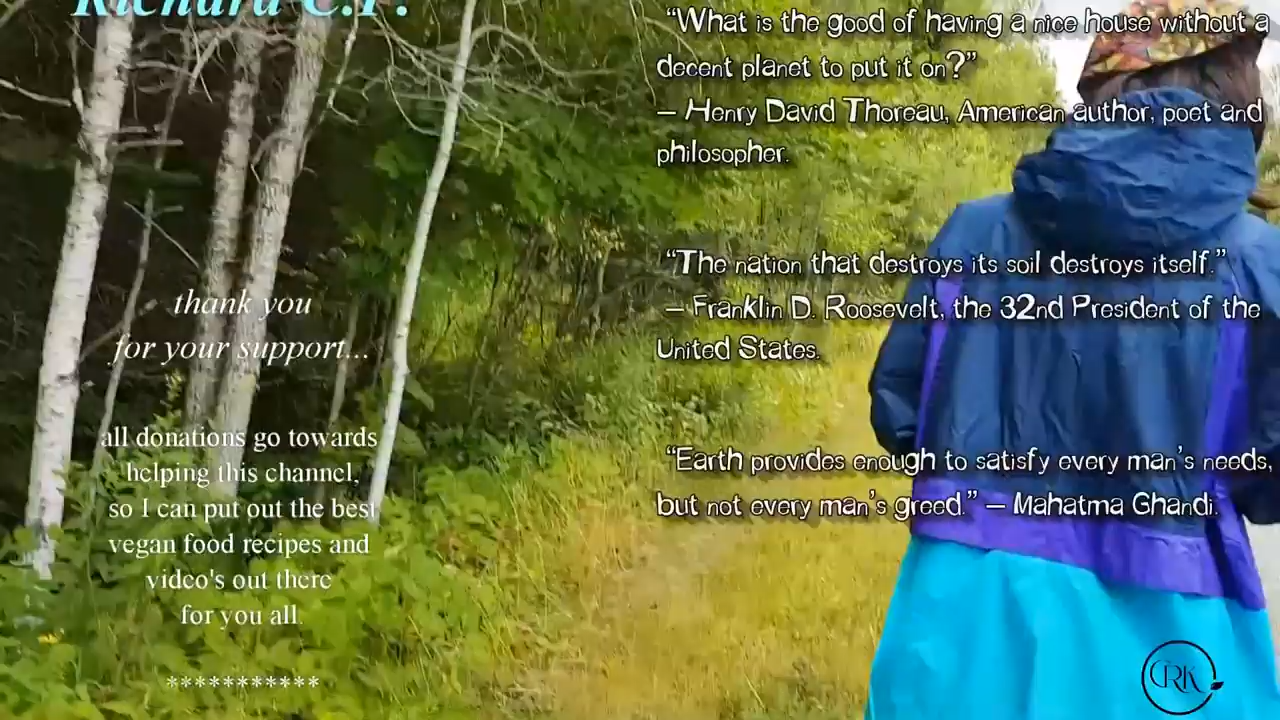 Richard C.P.
thank you
for your support...
all donations go towards
helping this channel,
so I can put out the best
vegan food recipes and
video's out there
for you all.
***********
“What is the good of having a nice house without a
decent planet to put it on?”
— Henry David Thoreau, American author, poet and
philosopher.
“The nation that destroys its soil destroys itself.”
— Franklin D. Roosevelt, the 32nd President of the
United States.
“Earth provides enough to satisfy every man's needs,
but not every man's greed.” — Mahatma Ghandi.
CRK